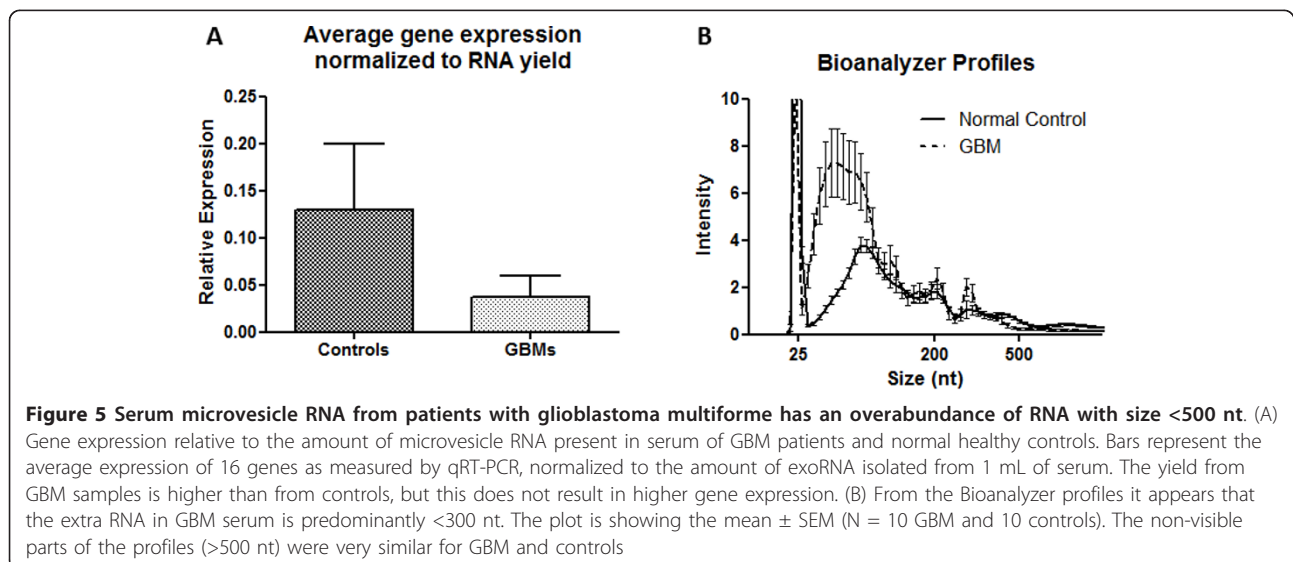 A
Average gene expression
normalized to RNA yield
Relative Expression
0.25
0.20
0.15
0.10
0.05
0.00
Controls
GBMs
B
Bioanalyzer Profiles
Normal Control
GBM
Intensity
10
8
6
4
2
0
25
200
500
Size (nt)
Figure 5 Serum microvesicle RNA from patients with glioblastoma multiforme has an overabundance of RNA with size <500 nt. (A)
Gene expression relative to the amount of microvesicle RNA present in serum of GBM patients and normal healthy controls. Bars represent the
average expression of 16 genes as measured by qRT-PCR, normalized to the amount of exoRNA isolated from 1 mL of serum. The yield from
GBM samples is higher than from controls, but this does not result in higher gene expression. (B) From the Bioanalyzer profiles it appears that
the extra RNA in GBM serum is predominantly <300 nt. The plot is showing the mean ± SEM (N = 10 GBM and 10 controls). The non-visible
parts of the profiles (>500 nt) were very similar for GBM and controls